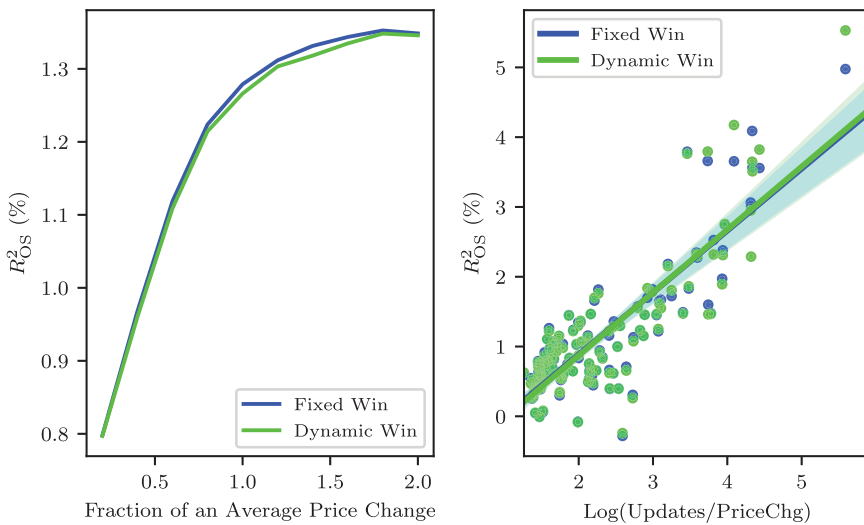 1.3
1.2
1.1
1.0
0.9
0.8
R²OS (%)
Fixed Win
Dynamic Win
0.5
1.0
1.5
2.0
Fraction of an Average Price Change
5
4
3
2
1
0
R²OS (%)
Fixed Win
Dynamic Win
2
3
4
5
Log(Updates/PriceChg)